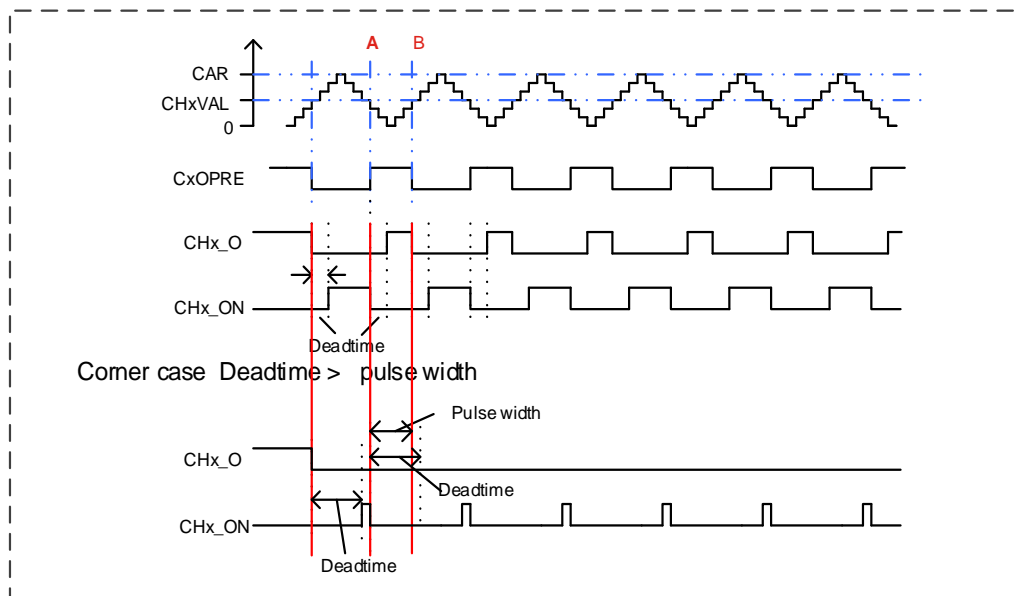 A B
CAR
CHxVAL
0
CxOPRE
CHx_O
CHx_ON
Deadtime
Corner case Deadtime > pulse width
Pulse width
CHx_O
Deadtime
CHx_ON
Deadtime